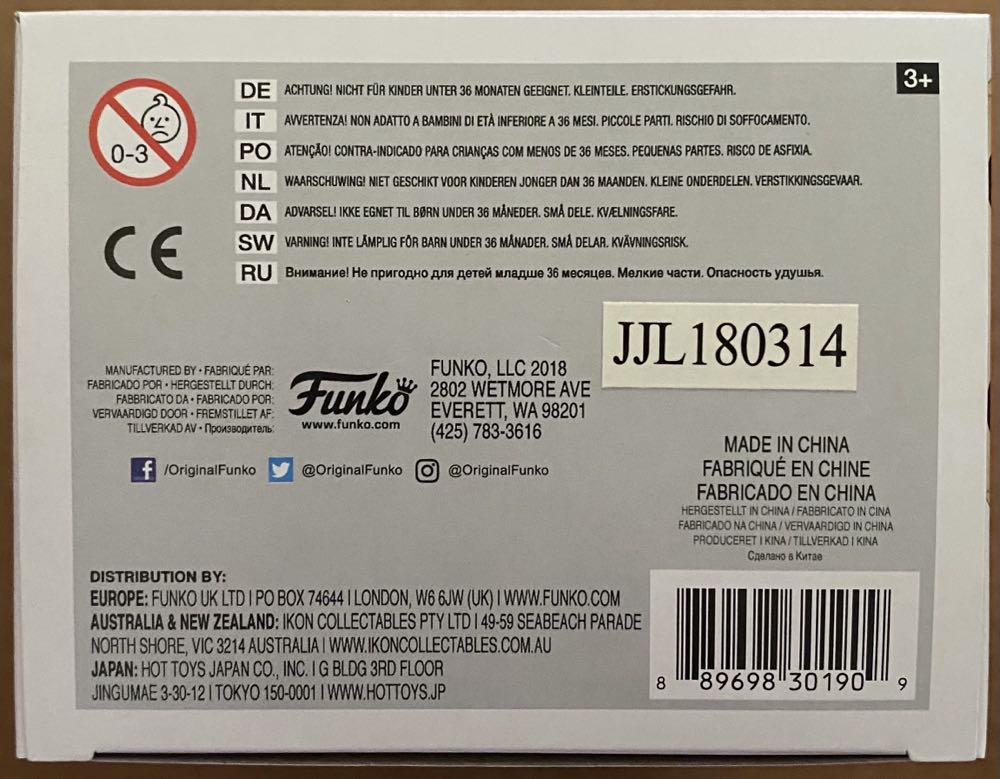 3+
0-3
DE ACHTUNG! NICHT FÜR KINDER UNTER 36 MONATEN GEEIGNET. KLEINTEILE. ERSTICKUNGSGEFAHR.
IT AVVERTENZA! NON ADATTO A BAMBINI DI ETÀ INFERIORE A 36 MESI. PICCOLE PARTI. RISCHIO DI SOFFOCAMENTO.
PO ATENÇÃO! CONTRA-INDICADO PARA CRIANÇAS COM MENOS DE 36 MESES. PEQUENAS PARTES. RISCO DE ASFIXIA.
NL WAARSCHUWING! NIET GESCHIKT VOOR KINDEREN JONGER DAN 36 MAANDEN. KLEINE ONDERDELEN. VERSTIKKINGSGEVAAR.
DA ADVARSEL! IKKE EGNET TIL BØRN UNDER 36 MÅNEDER. SMÅ DELE. KVÆLNINGSFARE.
SW VARNING! INTE LÄMPLIG FÖR BARN UNDER 36 MÅNADER. SMÅ DELAR. KVÄVNINGSRISK.
RU Внимание! Не пригодно для детей младше 36 месяцев. Мелкие части. Опасность удушья.
CE
JJL180314
MANUFACTURED BY • FABRIQUÉ PAR:
FABRICADO POR • HERGESTELLT DURCH:
FABBRICATO DA • FABRICADO POR:
VERVAARDIGD DOOR • FREMSTILLET AF:
TILLVERKAD AV • Производитель:
Funko
www.funko.com
FUNKO, LLC 2018
2802 WETMORE AVE
EVERETT, WA 98201
(425) 783-3616
f /OriginalFunko @OriginalFunko @OriginalFunko
MADE IN CHINA
FABRIQUÉ EN CHINE
FABRICADO EN CHINA
HERGESTELLT IN CHINA / FABBRICATO IN CINA
FABRICADO NA CHINA / VERVAARDIGD IN CHINA
PRODUCERET I KINA / TILLVERKAD I KINA
Сделано в Китае
DISTRIBUTION BY:
EUROPE: FUNKO UK LTD I PO BOX 74644 I LONDON, W6 6JW (UK) I WWW.FUNKO.COM
AUSTRALIA & NEW ZEALAND: IKON COLLECTABLES PTY LTD I 49-59 SEABEACH PARADE
NORTH SHORE, VIC 3214 AUSTRALIA I WWW.IKONCOLLECTABLES.COM.AU
JAPAN: HOT TOYS JAPAN CO., INC. I G BLDG 3RD FLOOR
JINGUMAE 3-30-12 I TOKYO 150-0001 I WWW.HOTTOYS.JP
8 89698 30190 9